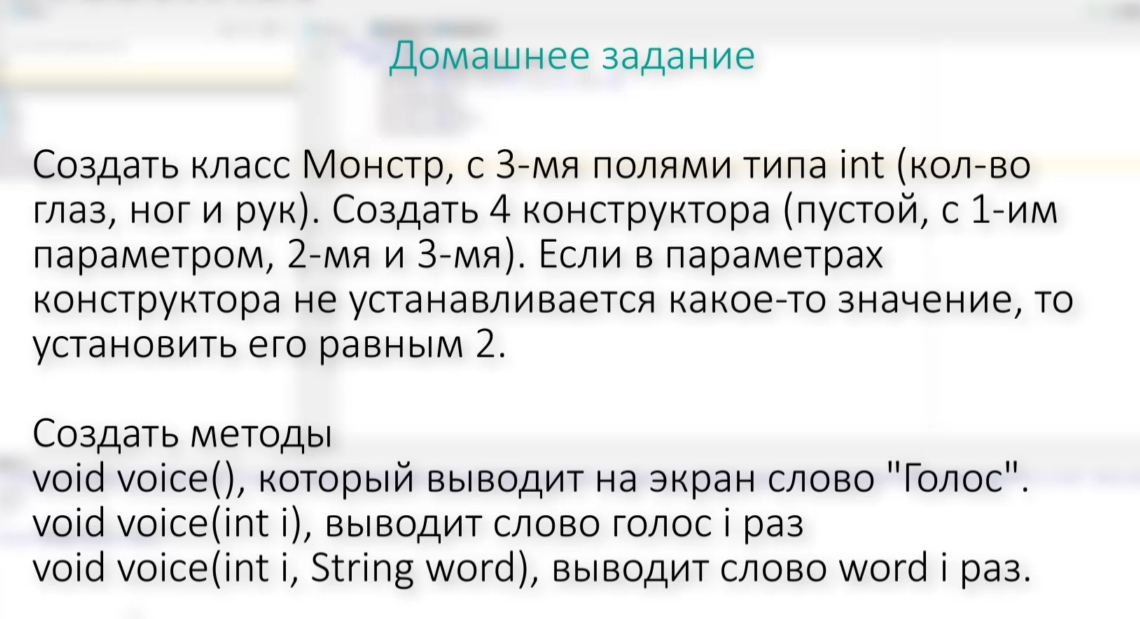 Домашнее задание
Создать класс Монстр, с 3-мя полями типа int (кол-во
глаз, ног и рук). Создать 4 конструктора (пустой, с 1-им
параметром, 2-мя и 3-мя). Если в параметрах
конструктора не устанавливается какое-то значение, то
установить его равным 2.
Создать методы
void voice(), который выводит на экран слово "Голос".
void voice(int i), выводит слово голос i раз
void voice(int i, String word), выводит слово word i раз.